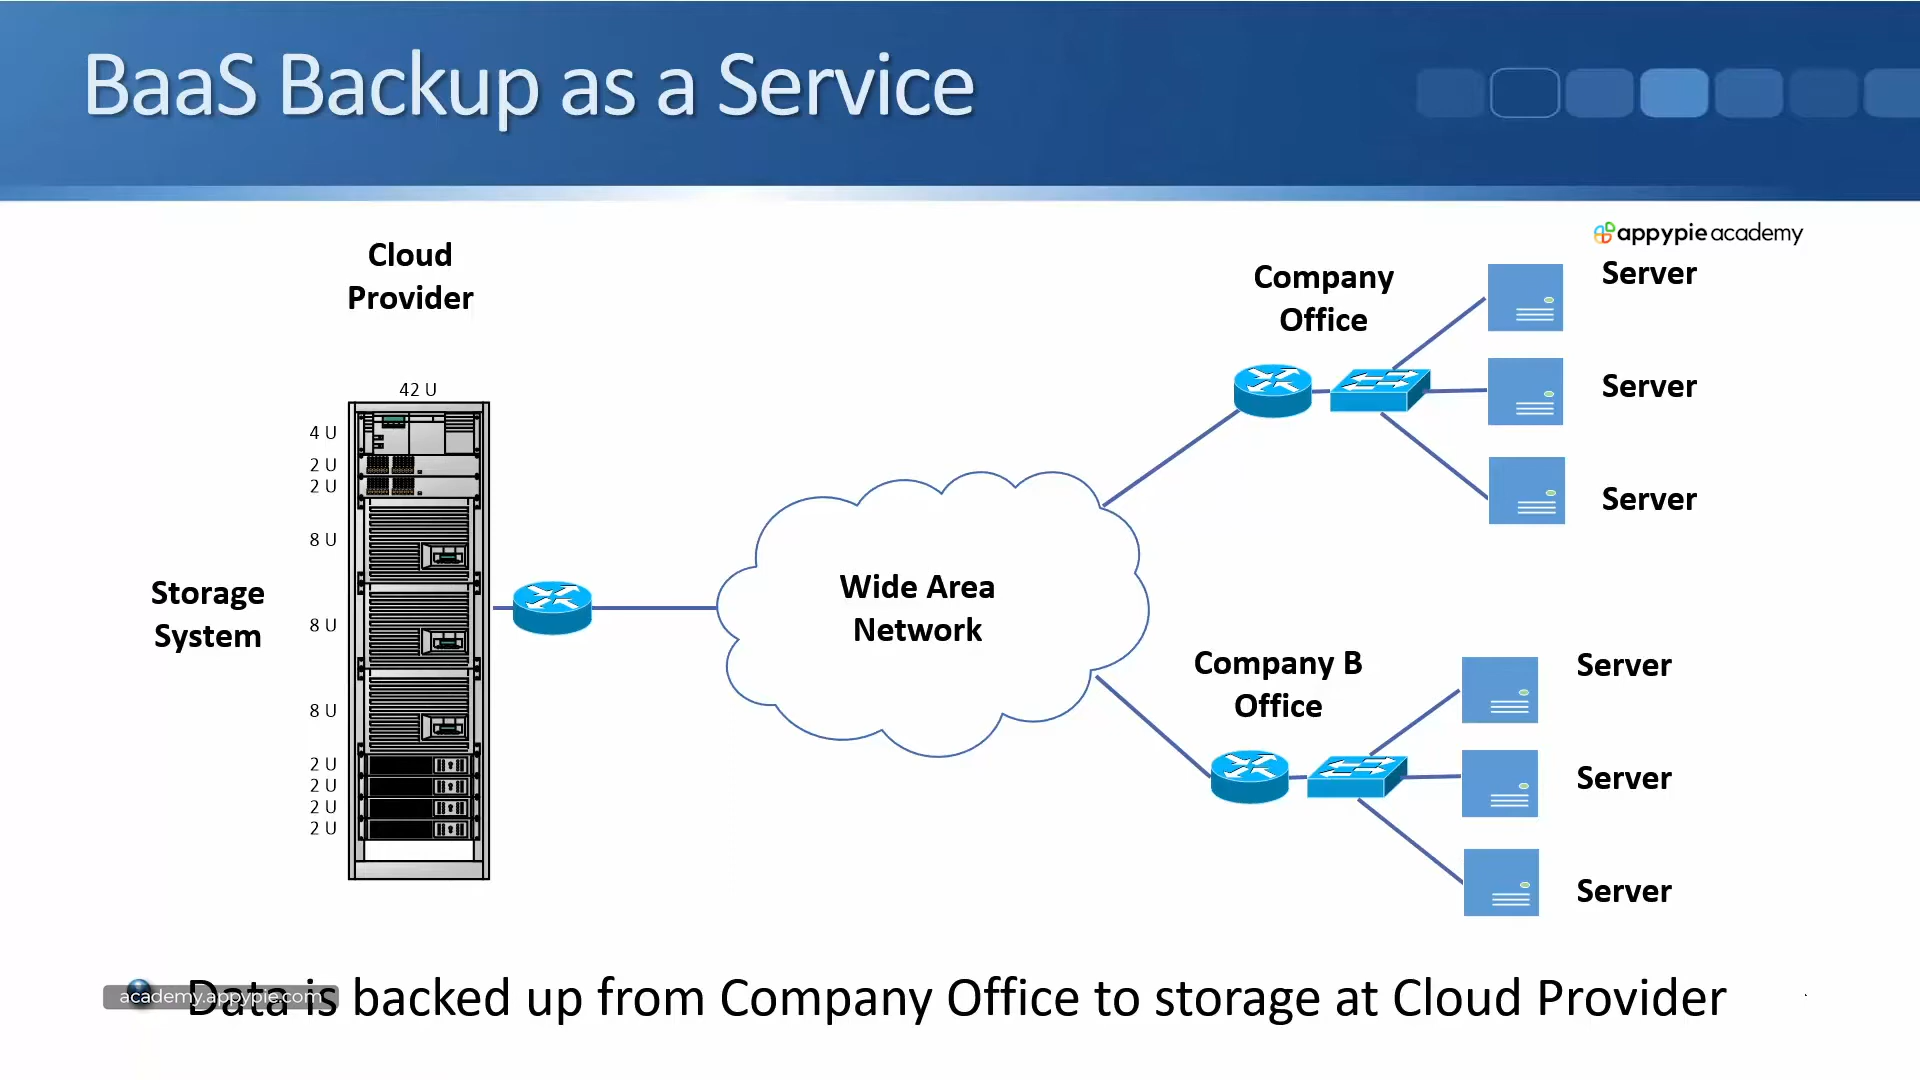 BaaS Backup as a Service
appypie academy
Cloud
Provider
42 U
4 U
2 U
2 U
8 U
8 U
8 U
2 U
2 U
2 U
2 U
Storage
System
Wide Area
Network
Company
Office
Server
Server
Server
Company B
Office
Server
Server
Server
Data is backed up from Company Office to storage at Cloud Provider
academy.appypie.com